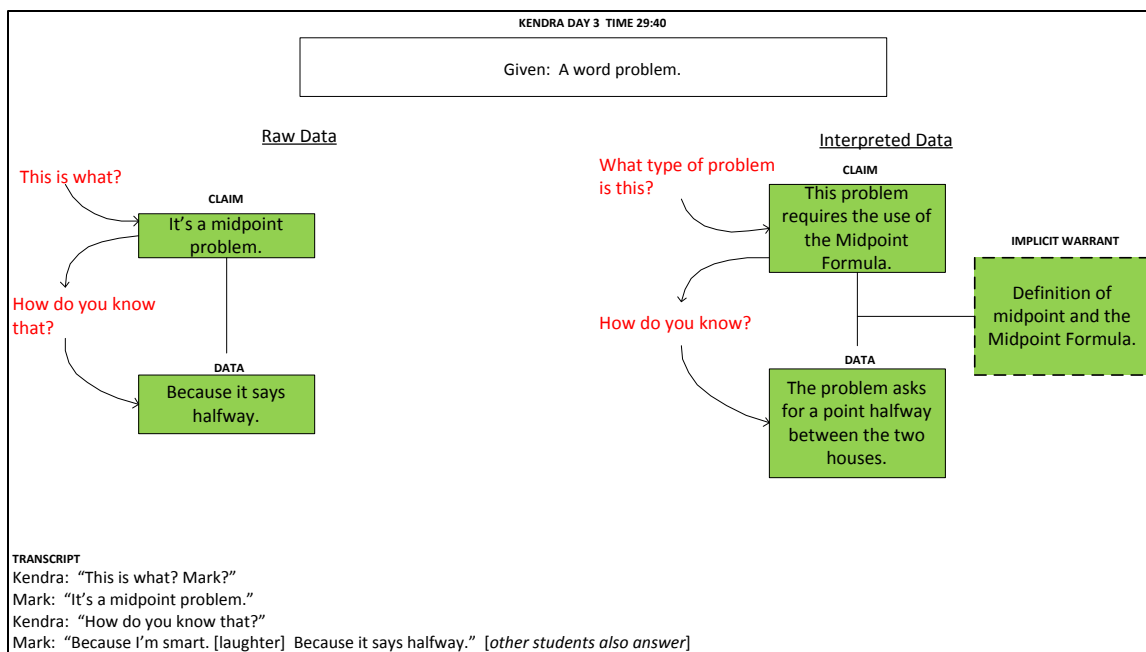 KENDRA DAY 3  TIME 29:40
Given:  A word problem.
Raw Data
This is what?
CLAIM
It’s a midpoint
problem.
How do you know
that?
DATA
Because it says
halfway.
Interpreted Data
What type of problem
is this?
CLAIM
This problem
requires the use of
the Midpoint
Formula.
IMPLICIT WARRANT
Definition of
midpoint and the
Midpoint Formula.
How do you know?
DATA
The problem asks
for a point halfway
between the two
houses.
TRANSCRIPT
Kendra:  “This is what? Mark?”
Mark:  “It’s a midpoint problem.”
Kendra:  “How do you know that?”
Mark:  “Because I’m smart. [laughter]  Because it says halfway.”  [other students also answer]